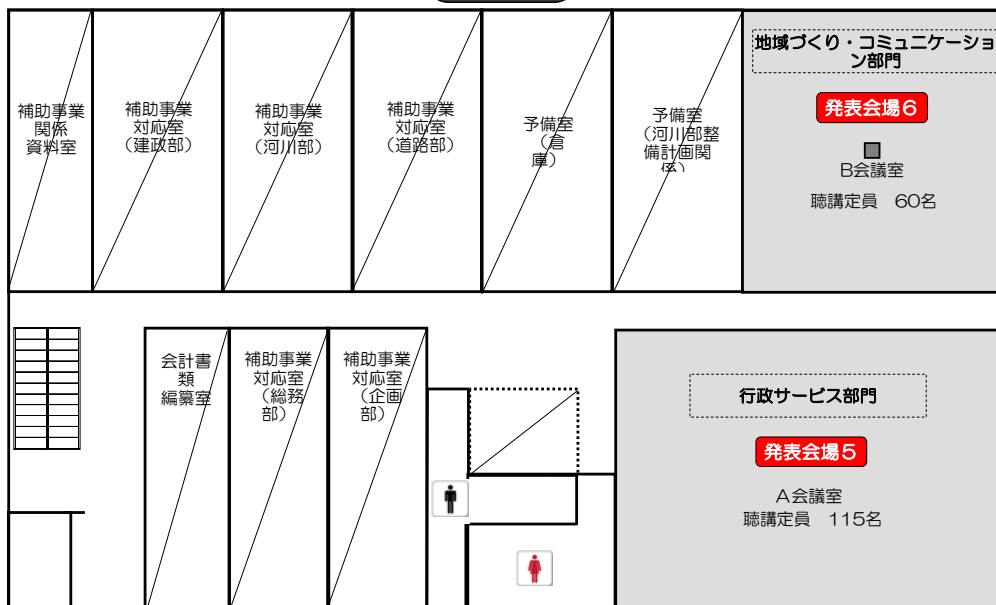 補助事業
関係
資料室
補助事業
対応室
（建政部）
補助事業
対応室
（河川部）
補助事業
対応室
（道路部）
予備室
（倉
庫）
予備室
（河川部整
備計画関
係）
地域づくり・コミュニケーショ
ン部門
発表会場６
B会議室
聴講定員　60名
会計書
類
編纂室
補助事業
対応室
（総務
部）
補助事業
対応室
（企画
部）
行政サービス部門
発表会場５
A会議室
聴講定員　115名